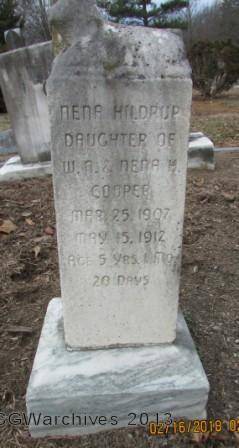 NENA HILDRUP
DAUGHTER OF
W. A. & NENA H.
COOPER
MAR. 25, 1907
MAY 15, 1912
AGE 5 YRS. 1 MO.
20 DAYS
GWarchives 2013
02/16/2018 0